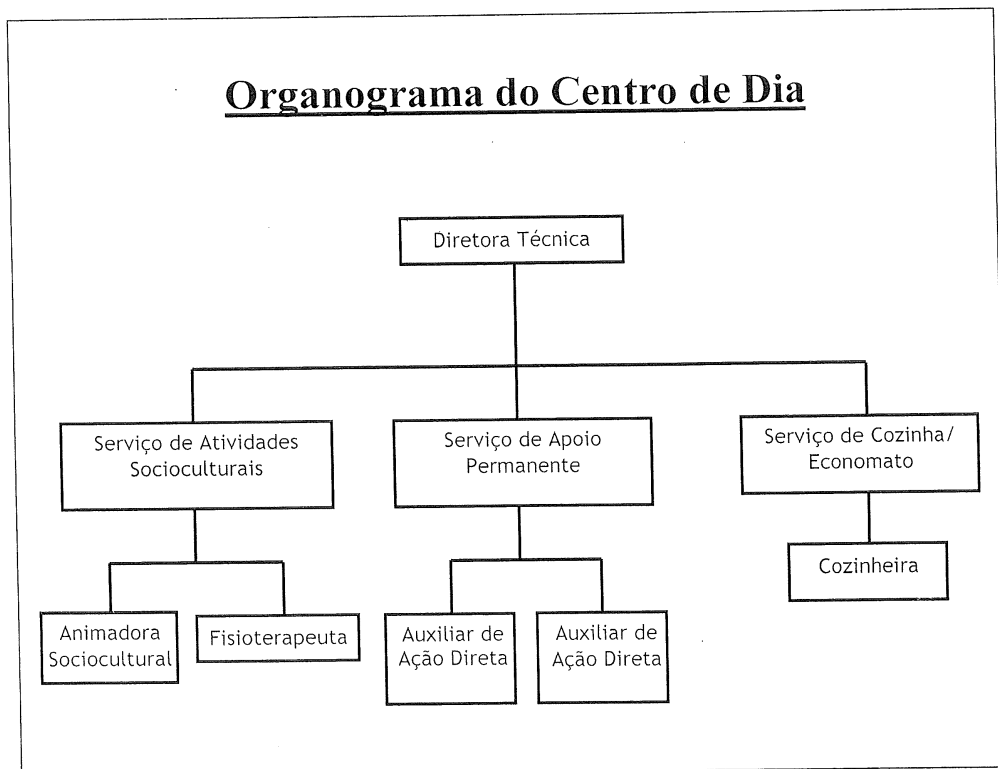 Organograma do Centro de Dia
Diretora Técnica
Serviço de Atividades
Socioculturais
Serviço de Apoio
Permanente
Serviço de Cozinha/
Economato
Cozinheira
Animadora
Sociocultural
Fisioterapeuta
Auxiliar de
Ação Direta
Auxiliar de
Ação Direta